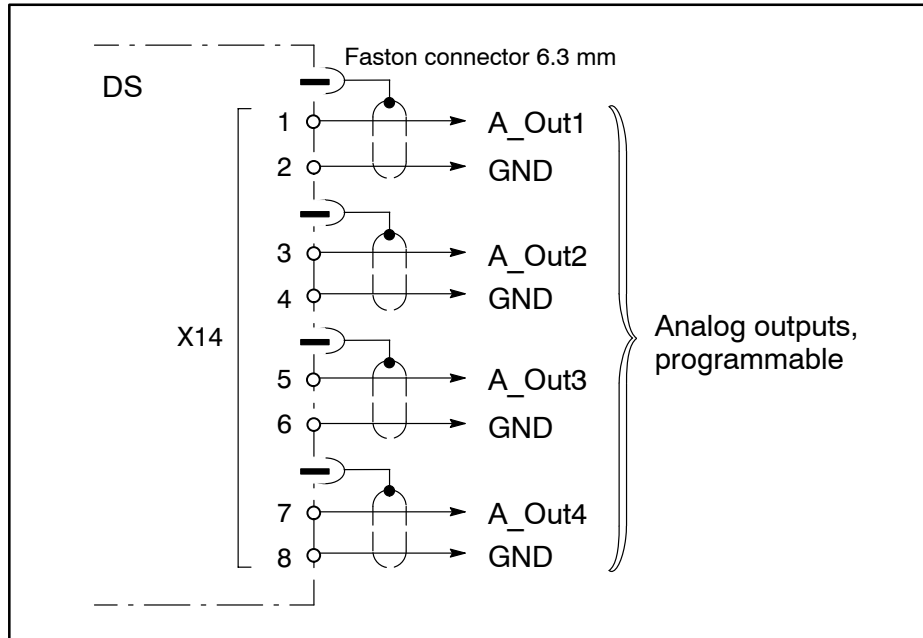 Faston connector 6.3 mm
DS
1 A_Out1
2 GND
3 A_Out2
4 GND
X14
5 A_Out3
6 GND
7 A_Out4
8 GND
Analog outputs,
programmable